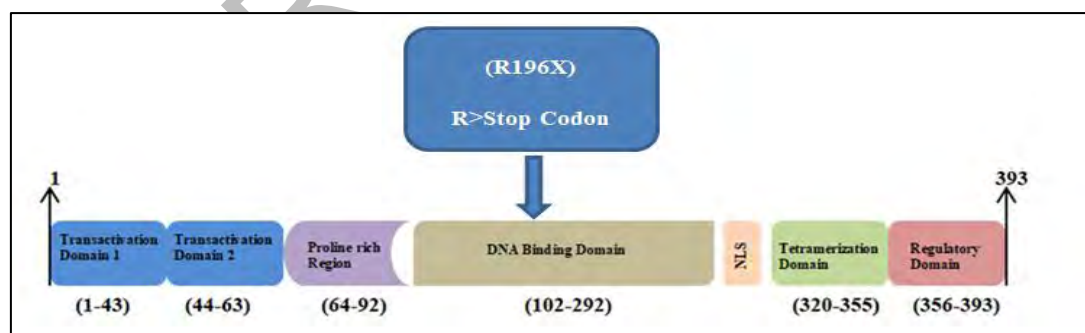 (R196X)
R>Stop Codon
1
393
Transactivation
Domain 1
Transactivation
Domain 2
Proline rich
Region
DNA Binding Domain
NLS
Tetramerization
Domain
Regulatory
Domain
(1-43)
(44-63)
(64-92)
(102-292)
(320-355)
(356-393)